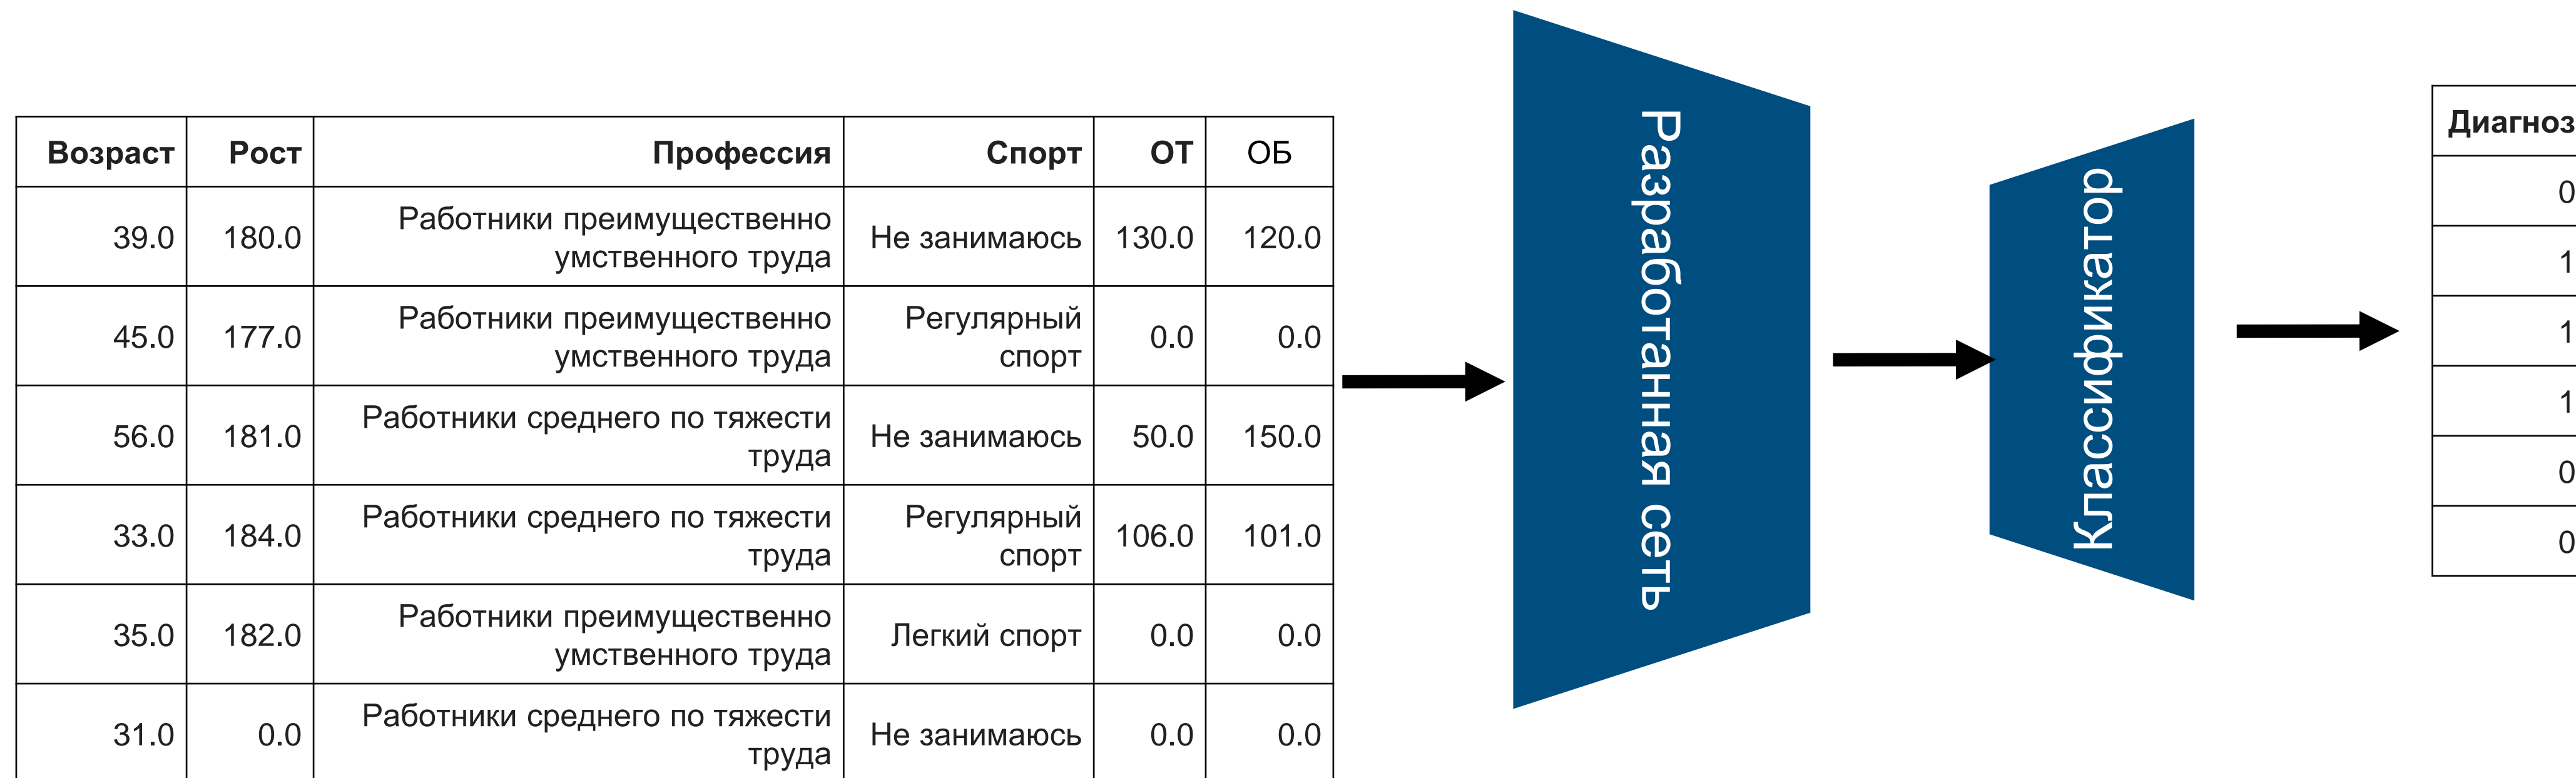 Возраст Рост Профессия Спорт ОТ ОБ
39.0 180.0 Работники преимущественно умственного труда Не занимаюсь 130.0 120.0
45.0 177.0 Работники преимущественно умственного труда Регулярный спорт 0.0 0.0
56.0 181.0 Работники среднего по тяжести труда Не занимаюсь 50.0 150.0
33.0 184.0 Работники среднего по тяжести труда Регулярный спорт 106.0 101.0
35.0 182.0 Работники преимущественно умственного труда Легкий спорт 0.0 0.0
31.0 0.0 Работники среднего по тяжести труда Не занимаюсь 0.0 0.0
Разработанная сеть
Классификатор
Диагноз
0
1
1
1
0
0